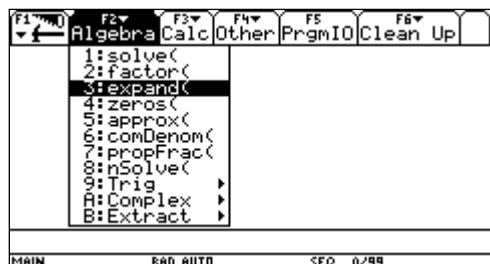 F1 F2 F3 F4 F5 F6
Algebra Calc Other PrgmIO Clean Up
1:solve(
2:factor(
3:expand(
4:zeros(
5:approx(
6:comDenom(
7:propFrac(
8:nSolve(
9:Trig
A:Complex
B:Extract
MAIN RAD AUTO SEQ 0/99